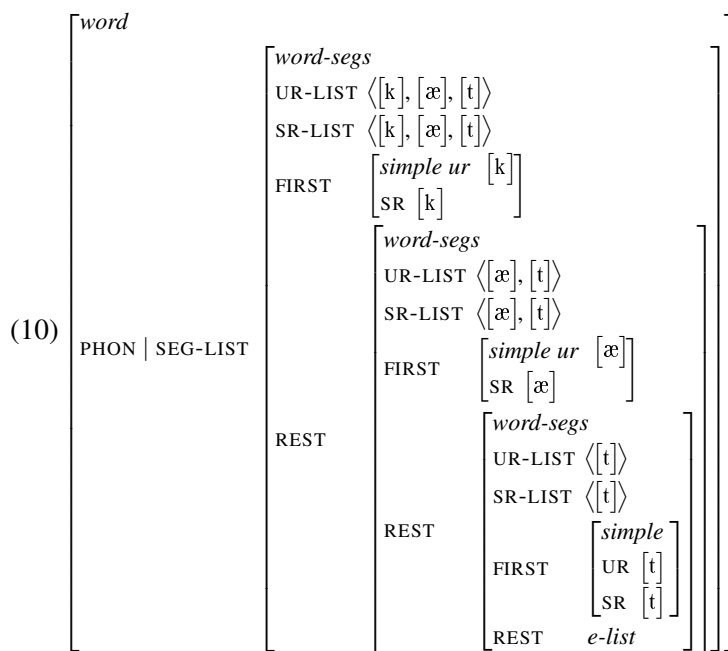 word
word-segs
UR-LIST ⟨[k], [æ], [t]⟩
SR-LIST ⟨[k], [æ], [t]⟩
FIRST [simple ur [k]
SR [k]]
word-segs
UR-LIST ⟨[æ], [t]⟩
SR-LIST ⟨[æ], [t]⟩
(10) PHON | SEG-LIST
FIRST [simple ur [æ]
SR [æ]]
REST
word-segs
UR-LIST ⟨[t]⟩
SR-LIST ⟨[t]⟩
REST
simple
FIRST UR [t]
SR [t]
REST e-list